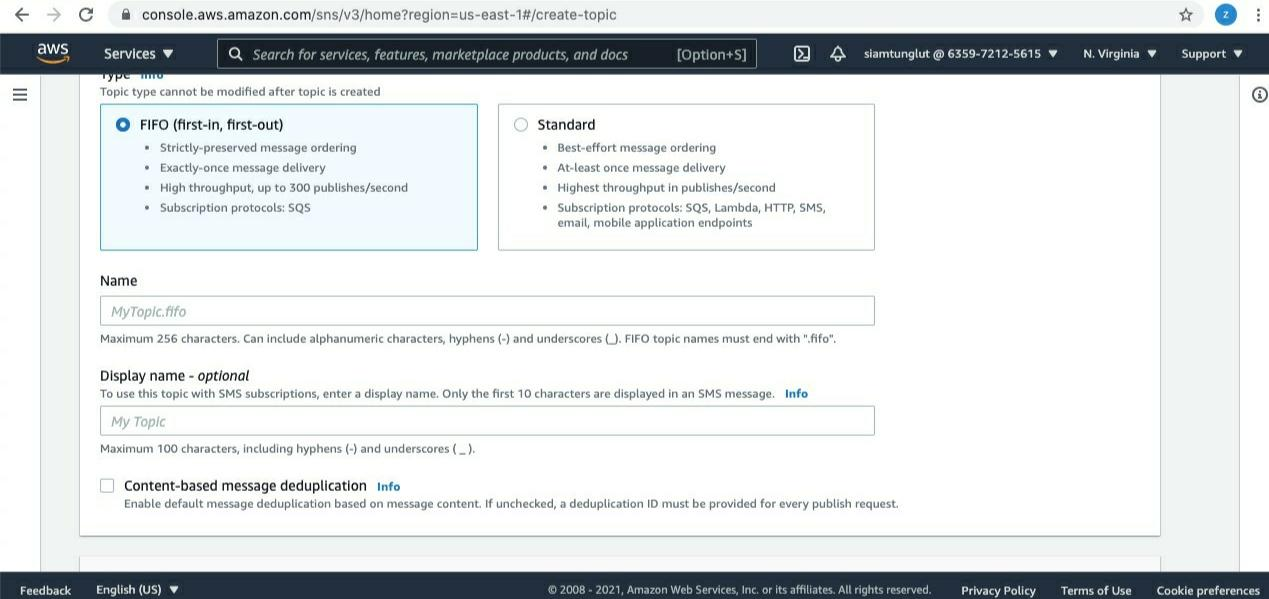 console.aws.amazon.com/sns/v3/home?region=us-east-1#/create-topic
aws Services ▼ Search for services, features, marketplace products, and docs [Option+S] siamtunglut @ 6359-7212-5615 ▼ N. Virginia ▼ Support ▼
Z
Type Info
Topic type cannot be modified after topic is created
FIFO (first-in, first-out)
• Strictly-preserved message ordering
• Exactly-once message delivery
• High throughput, up to 300 publishes/second
• Subscription protocols: SQS
Standard
• Best-effort message ordering
• At-least once message delivery
• Highest throughput in publishes/second
• Subscription protocols: SQS, Lambda, HTTP, SMS,
email, mobile application endpoints
Name
MyTopic.fifo
Maximum 256 characters. Can include alphanumeric characters, hyphens (-) and underscores (_). FIFO topic names must end with ".fifo".
Display name - optional
To use this topic with SMS subscriptions, enter a display name. Only the first 10 characters are displayed in an SMS message. Info
My Topic
Maximum 100 characters, including hyphens (-) and underscores (_).
Content-based message deduplication Info
Enable default message deduplication based on message content. If unchecked, a deduplication ID must be provided for every publish request.
Feedback English (US) ▼ © 2008 - 2021, Amazon Web Services, Inc. or its affiliates. All rights reserved. Privacy Policy Terms of Use Cookie preferences